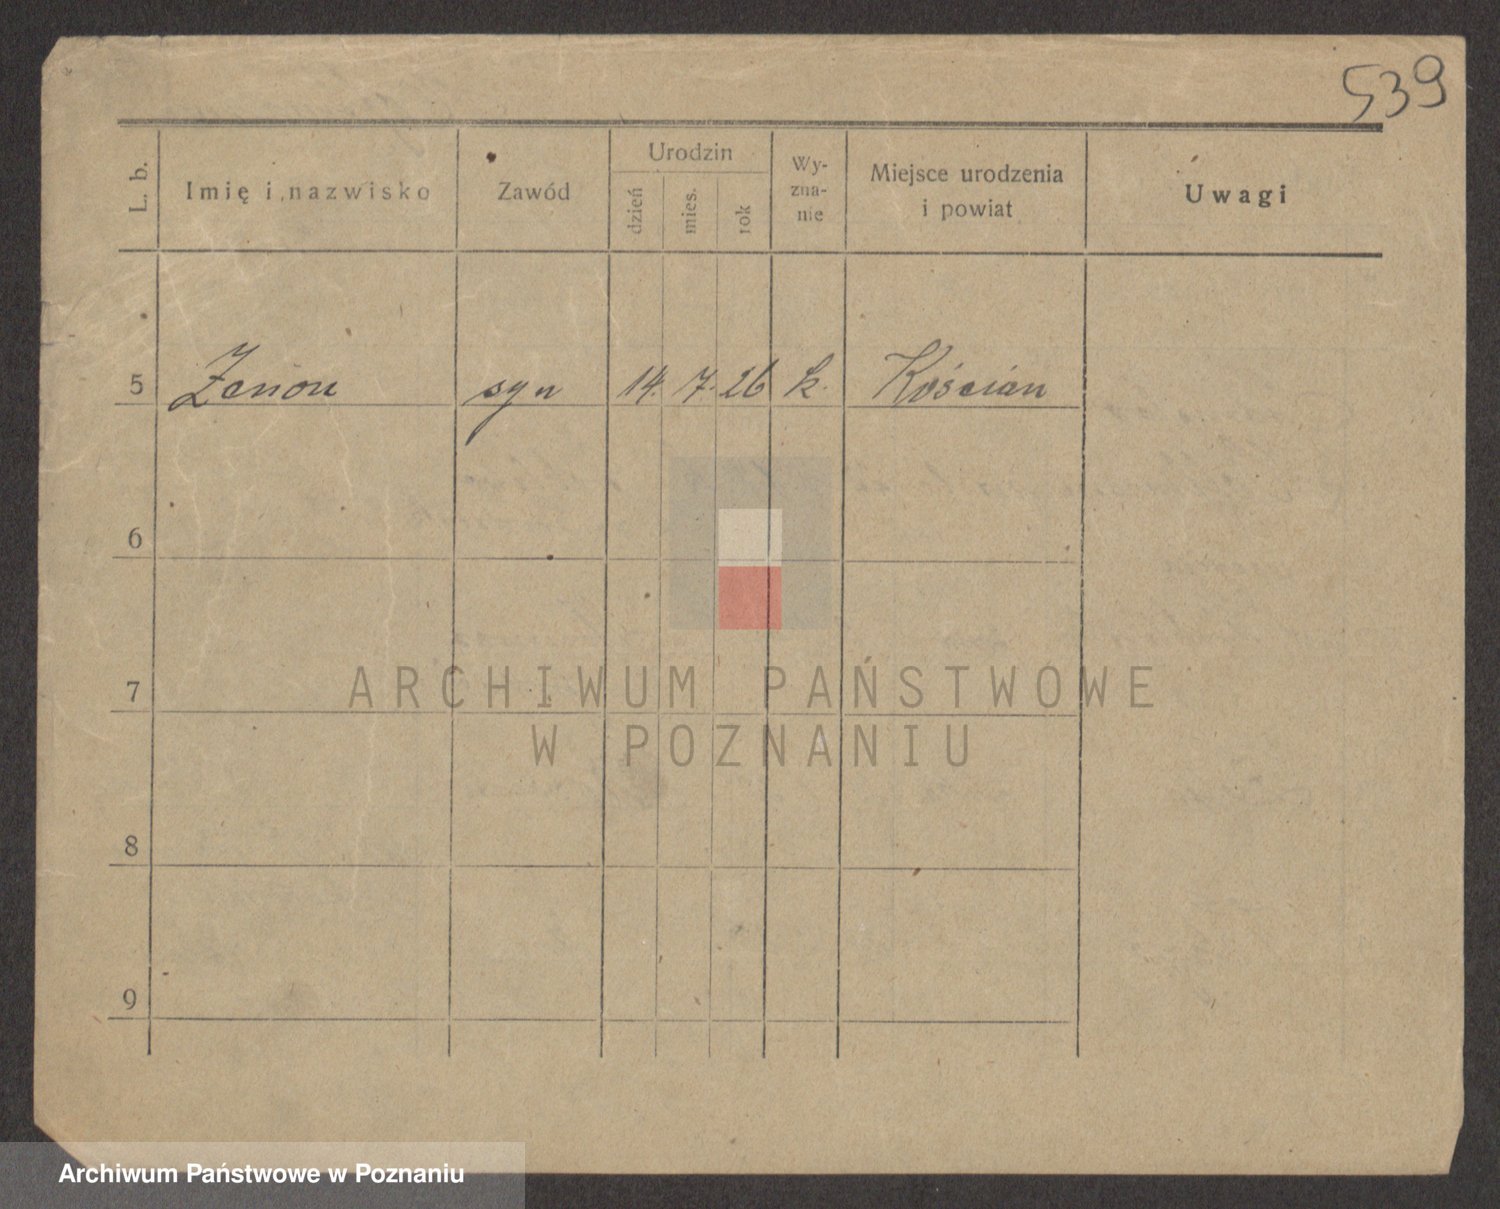 539
L. b. Imię i nazwisko Zawód Urodzin dzień mies. rok Wy-zna-nie Miejsce urodzenia i powiat Uwagi
5 Zenon syn 14. 7. 26 k. Kościan
6
7
ARCHIWUM PAŃSTWOWE
W POZNANIU
8
9
Archiwum Państwowe w Poznaniu